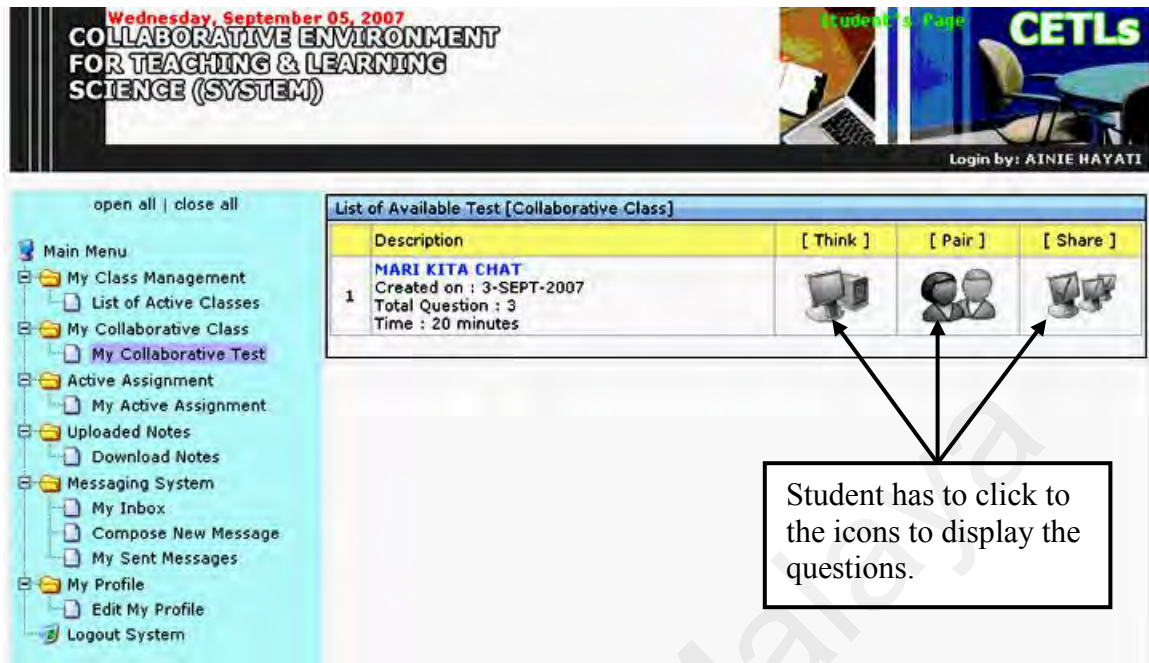 Wednesday, September 05, 2007
COLLABORATIVE ENVIRONMENT
FOR TEACHING & LEARNING
SCIENCE (SYSTEM)
Student's Page
CETLs
Login by: AINIE HAYATI
open all | close all
Main Menu
My Class Management
List of Active Classes
My Collaborative Class
My Collaborative Test
Active Assignment
My Active Assignment
Uploaded Notes
Download Notes
Messaging System
My Inbox
Compose New Message
My Sent Messages
My Profile
Edit My Profile
Logout System
List of Available Test [Collaborative Class]
Description [ Think ] [ Pair ] [ Share ]
1
MARI KITA CHAT
Created on : 3-SEPT-2007
Total Question : 3
Time : 20 minutes
Student has to click to
the icons to display the
questions.